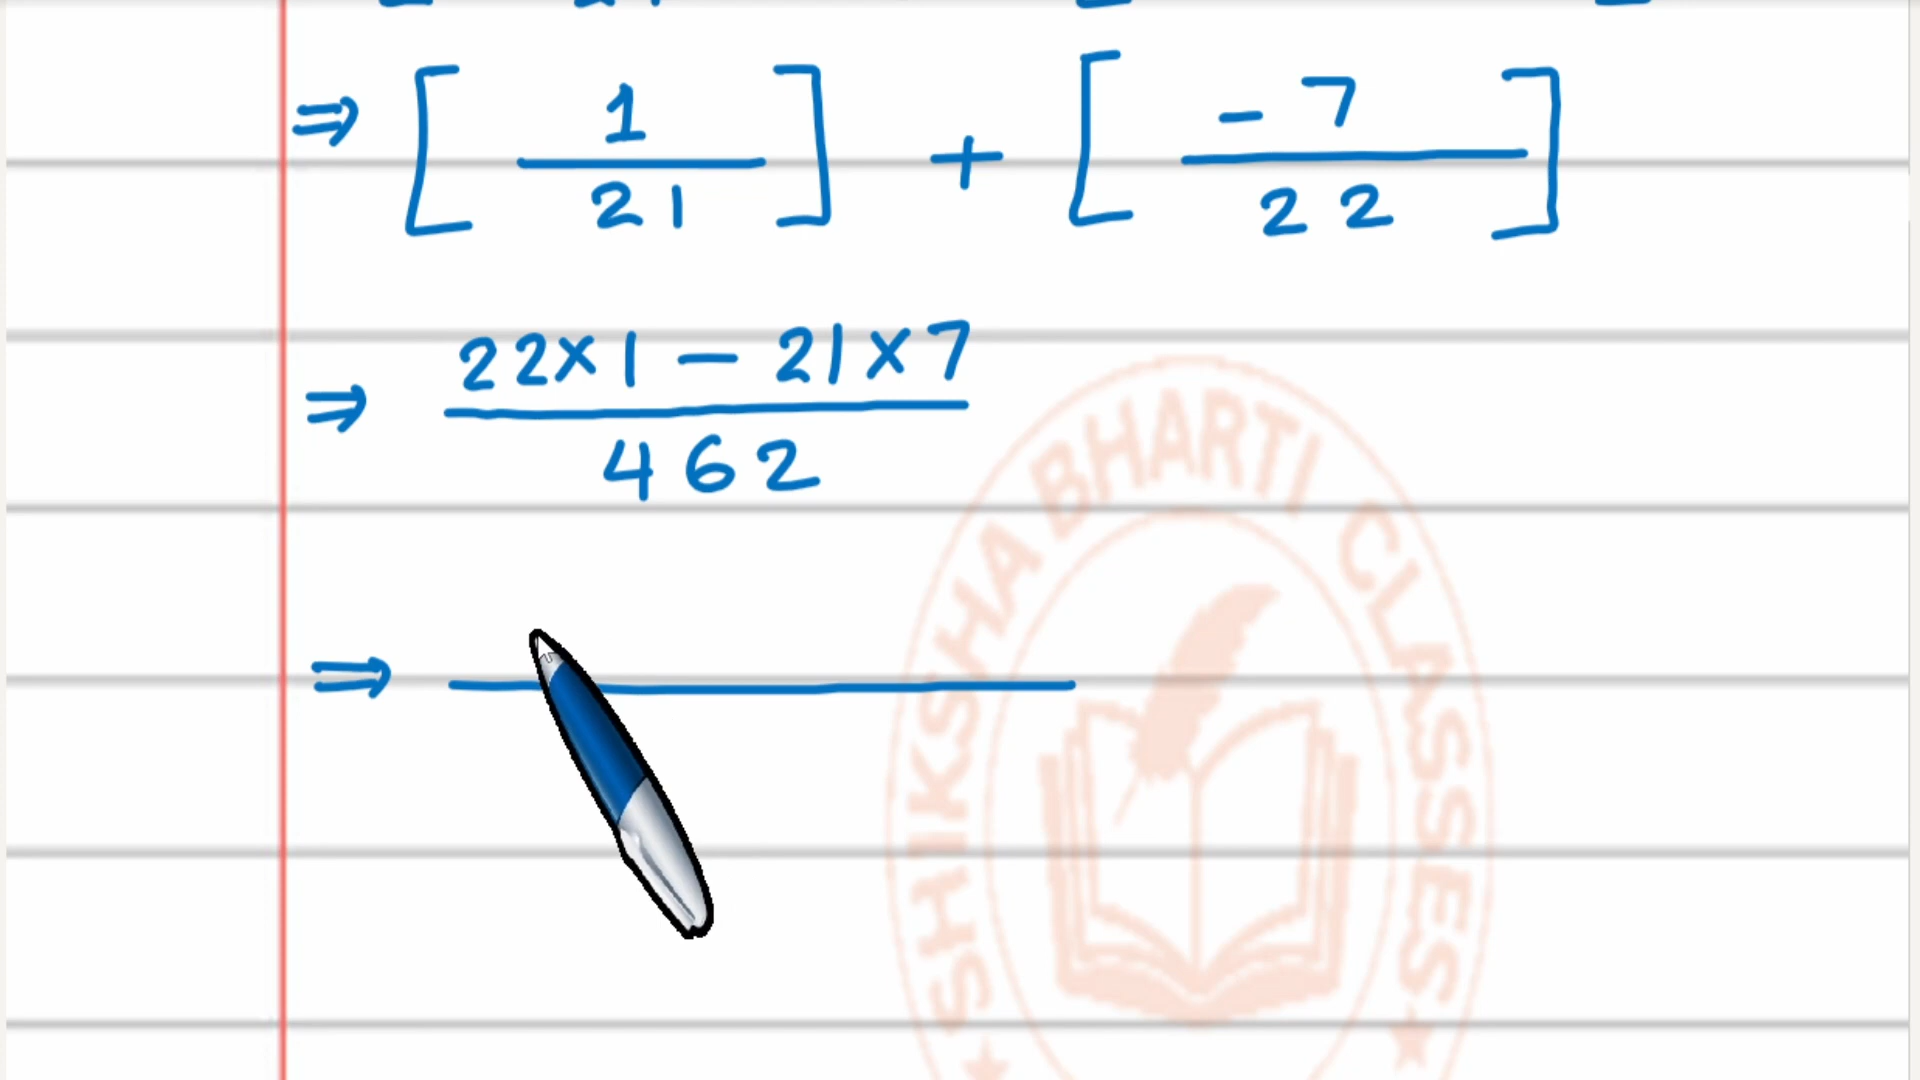 ⇒ [ 1/21 ] + [ -7/22 ]
⇒ 22×1 − 21×7 / 462
⇒
SHIKSHA BHARTI CLASSES